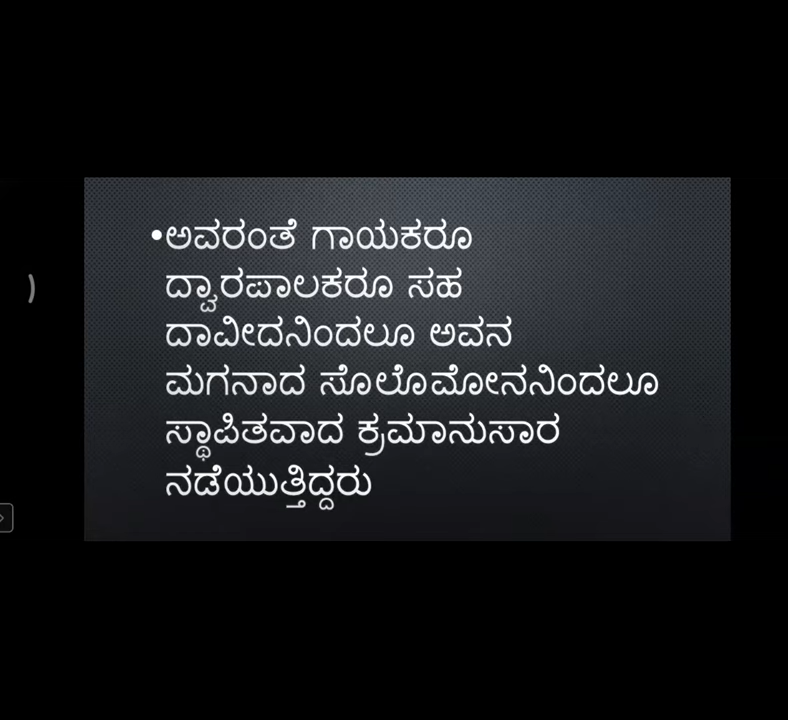 •ಅವರಂತೆ ಗಾಯಕರೂ
ದ್ವಾರಪಾಲಕರೂ ಸಹ
ದಾವೀದನಿಂದಲೂ ಅವನ
ಮಗನಾದ ಸೊಲೊಮೋನನಿಂದಲೂ
ಸ್ಥಾಪಿತವಾದ ಕ್ರಮಾನುಸಾರ
ನಡೆಯುತ್ತಿದ್ದರು